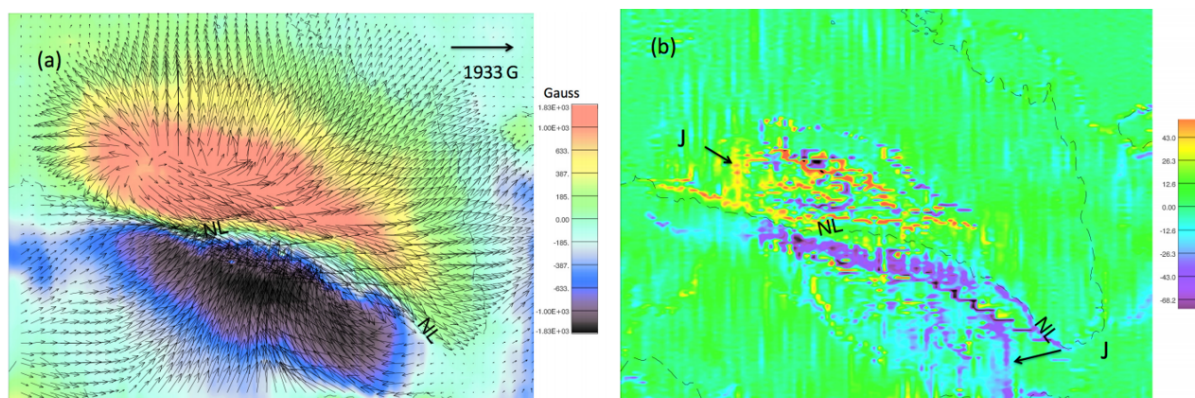 (a)
1933 G
Gauss
1.83E+03
1.00E+03
633.
387.
185.
0.00
-185.
-387.
-633.
-1.00E+03
-1.83E+03
NL
NL
(b)
J
NL
NL
J
43.0
26.3
12.6
0.00
-12.6
-26.3
-43.0
-68.2